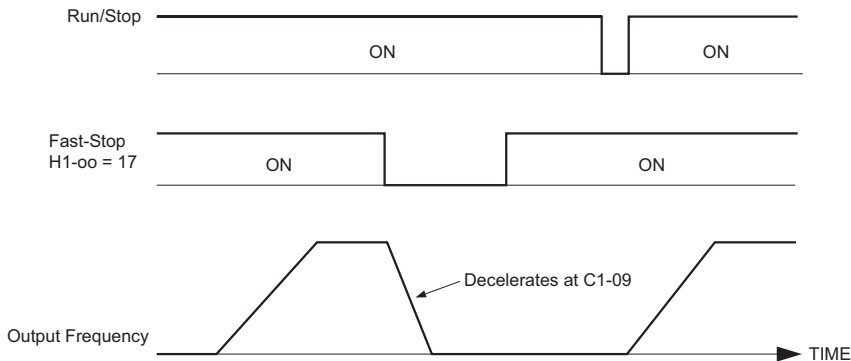 Run/Stop
ON
ON
Fast-Stop
H1-oo = 17
ON
ON
Decelerates at C1-09
Output Frequency
TIME